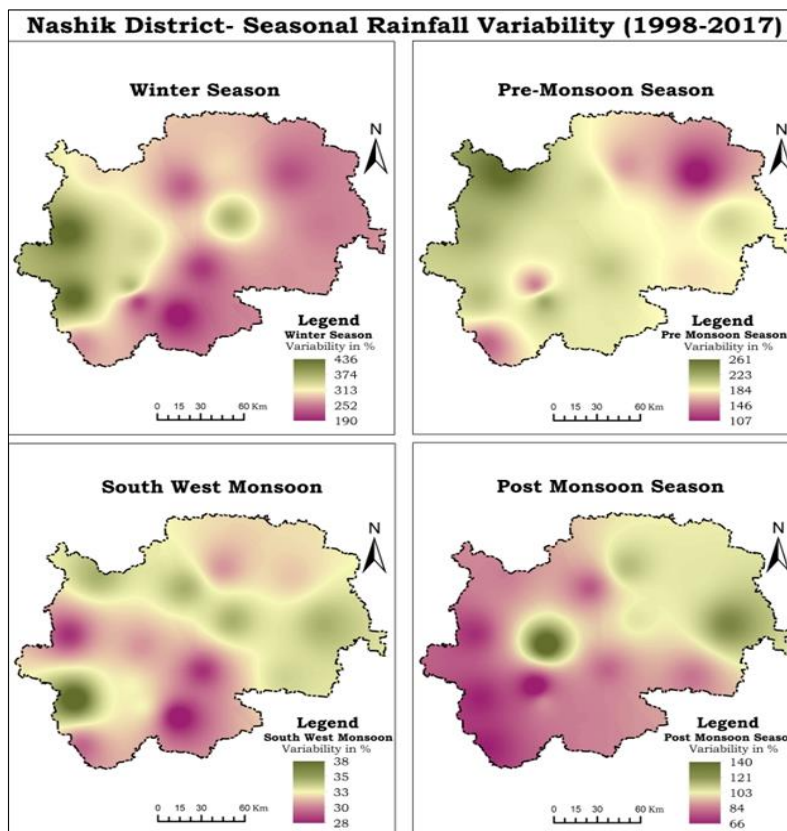 Nashik District- Seasonal Rainfall Variability (1998-2017)
Winter Season
N
Legend
Winter Season
Variability in %
436
374
313
252
190
0 15 30 60 Km
Pre-Monsoon Season
N
Legend
Pre Monsoon Season
Variability in %
261
223
184
146
107
0 15 30 60 Km
South West Monsoon
N
Legend
South West Monsoon
Variability in %
38
35
33
30
28
0 15 30 60 Km
Post Monsoon Season
N
Legend
Post Monsoon Season
Variability in %
140
121
103
84
66
0 15 30 60 Km